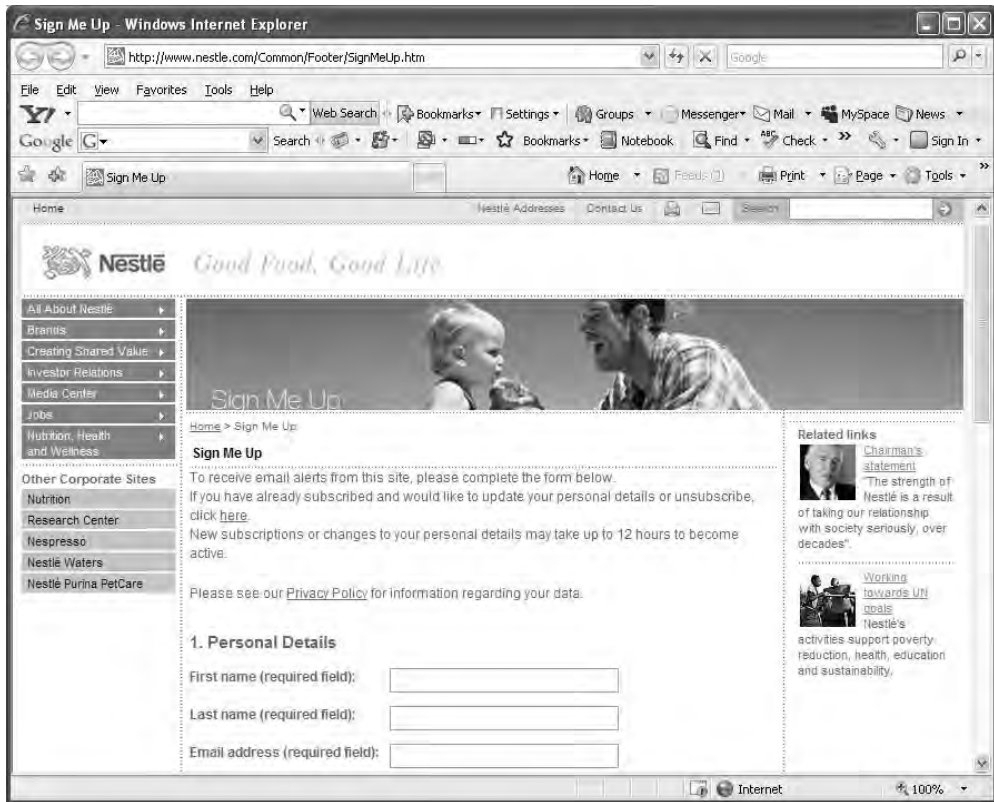 Sign Me Up - Windows Internet Explorer
http://www.nestle.com/Common/Footer/SignMeUp.htm
Google
File Edit View Favorites Tools Help
Web Search Bookmarks Settings Groups Messenger Mail MySpace News
Google Search Bookmarks Notebook Find Check Sign In
Sign Me Up Home Feeds (1) Print Page Tools
Home Nestlé Addresses Contact Us Search
Nestlé Good Food, Good Life
All About Nestlé
Brands
Creating Shared Value
Investor Relations
Media Center
Jobs
Nutrition, Health
and Wellness
Other Corporate Sites
Nutrition
Research Center
Nespresso
Nestlé Waters
Nestlé Purina PetCare
Sign Me Up
Home > Sign Me Up
Sign Me Up
To receive email alerts from this site, please complete the form below.
If you have already subscribed and would like to update your personal details or unsubscribe,
click here.
New subscriptions or changes to your personal details may take up to 12 hours to become
active.
Please see our Privacy Policy for information regarding your data.
1. Personal Details
First name (required field):
Last name (required field):
Email address (required field):
Related links
Chairman's
statement
"The strength of
Nestlé is a result
of taking our relationship
with society seriously, over
decades".
Working
towards UN
goals
Nestlé's
activities support poverty
reduction, health, education
and sustainability.
Internet 100%